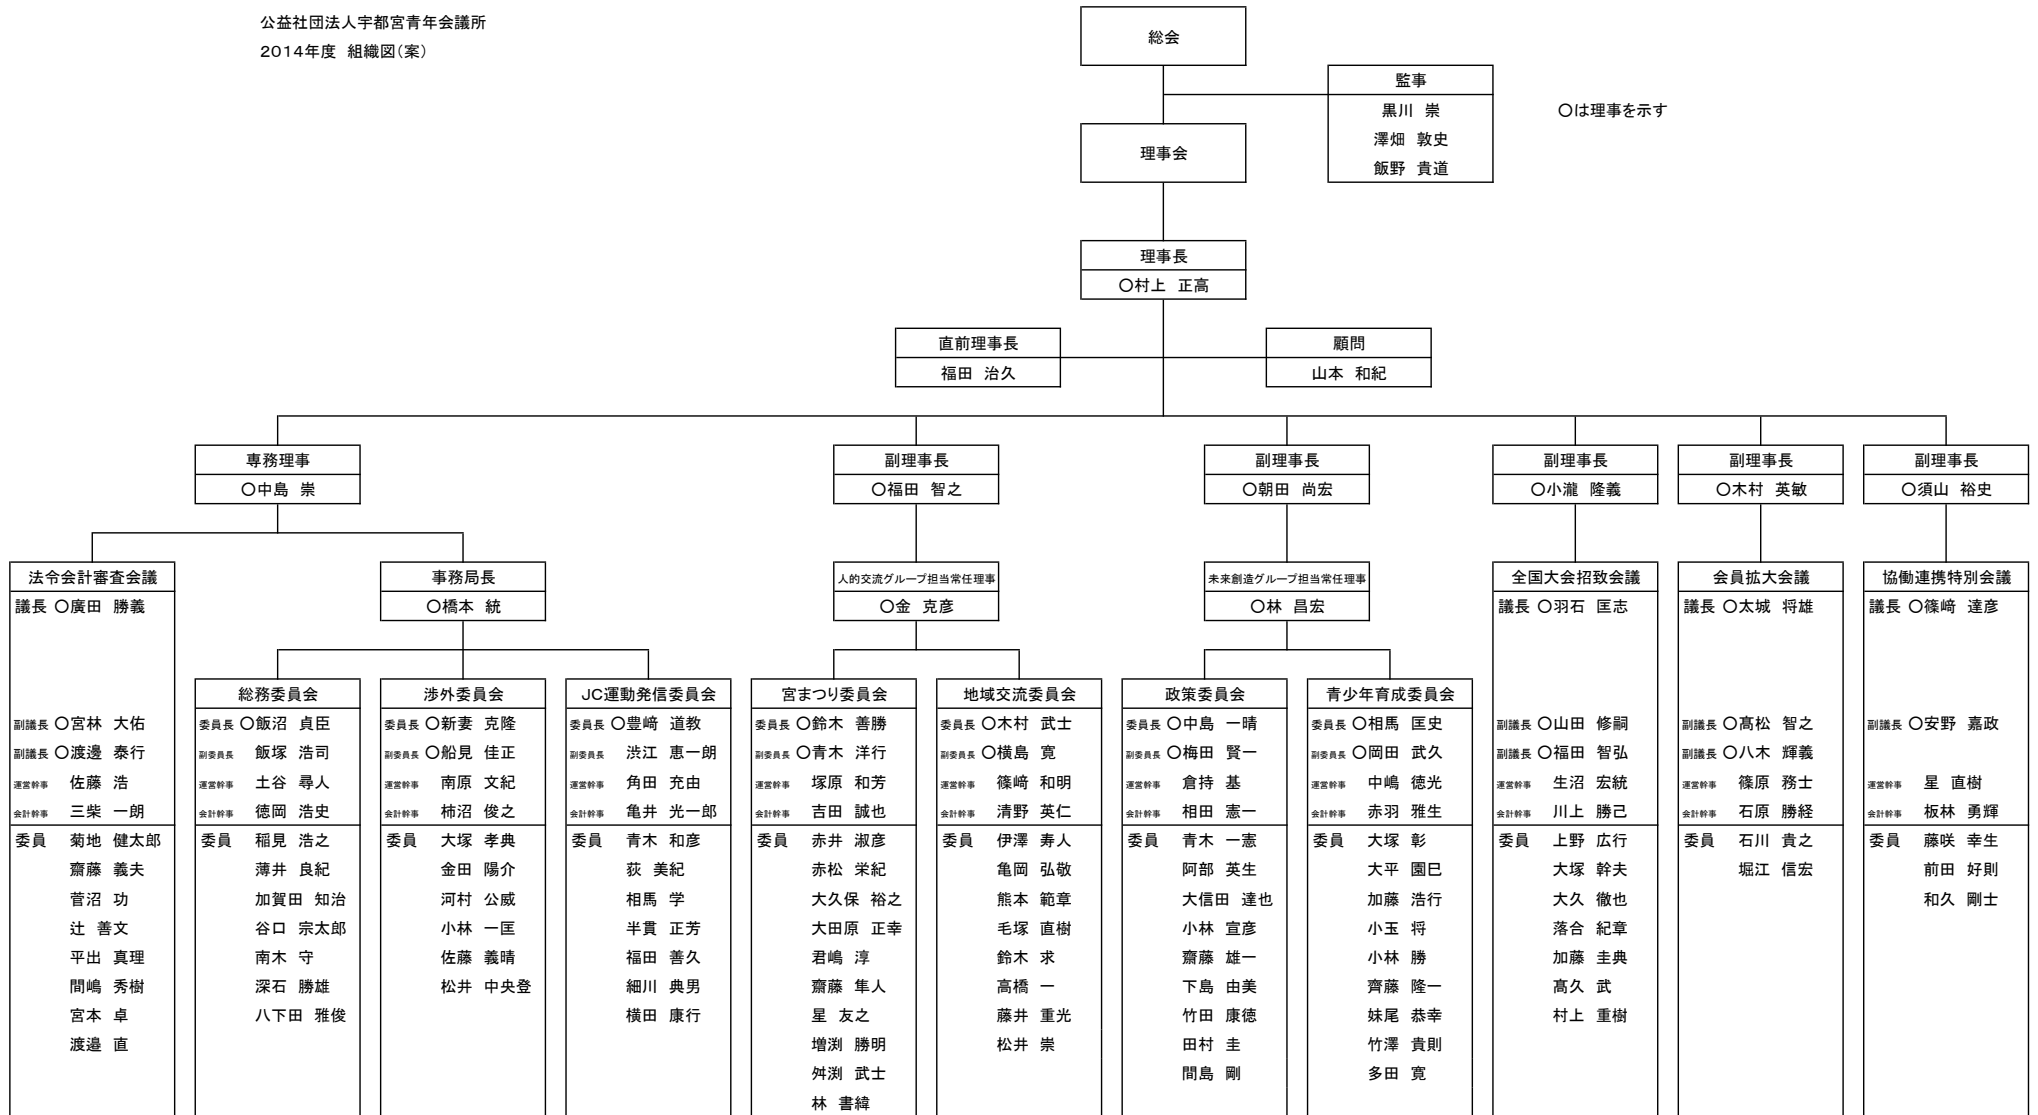 公益社団法人宇都宮青年会議所
2014年度 組織図(案)
総会
監事
黒川 崇
澤畑 敦史
飯野 貴道
〇は理事を示す
理事会
理事長
〇村上 正高
直前理事長
福田 治久
顧問
山本 和紀
専務理事
〇中島 崇
副理事長
〇福田 智之
副理事長
〇朝田 尚宏
副理事長
〇小瀧 隆義
副理事長
〇木村 英敏
副理事長
〇須山 裕史
法令会計審査会議
議長 〇廣田 勝義
副議長 〇宮林 大佑
副議長 〇渡邊 泰行
運営幹事 佐藤 浩
会計幹事 三柴 一朗
委員 菊地 健太郎
齋藤 義夫
菅沼 功
辻 善文
平出 真理
間嶋 秀樹
宮本 卓
渡邉 直
事務局長
〇橋本 統
総務委員会
委員長 〇飯沼 貞臣
副委員長 飯塚 浩司
運営幹事 土谷 尋人
会計幹事 徳岡 浩史
委員 稲見 浩之
薄井 良紀
加賀田 知治
谷口 宗太郎
南木 守
深石 勝雄
八下田 雅俊
渉外委員会
委員長 〇新妻 克隆
副委員長 〇船見 佳正
運営幹事 南原 文紀
会計幹事 柿沼 俊之
委員 大塚 孝典
金田 陽介
河村 公威
小林 一匡
佐藤 義晴
松井 中央登
JC運動発信委員会
委員長 〇豊﨑 道教
副委員長 渋江 恵一朗
運営幹事 角田 充由
会計幹事 亀井 光一郎
委員 青木 和彦
荻 美紀
相馬 学
半貫 正芳
福田 善久
細川 典男
横田 康行
人的交流グループ担当常任理事
〇金 克彦
宮まつり委員会
委員長 〇鈴木 善勝
副委員長 〇青木 洋行
運営幹事 塚原 和芳
会計幹事 吉田 誠也
委員 赤井 淑彦
赤松 栄紀
大久保 裕之
大田原 正幸
君嶋 淳
齋藤 隼人
星 友之
増渕 勝明
舛渕 武士
林 書緯
地域交流委員会
委員長 〇木村 武士
副委員長 〇横島 寛
運営幹事 篠﨑 和明
会計幹事 清野 英仁
委員 伊澤 寿人
亀岡 弘敬
熊本 範章
毛塚 直樹
鈴木 求
高橋 一
藤井 重光
松井 崇
未来創造グループ担当常任理事
〇林 昌宏
政策委員会
委員長 〇中島 一晴
副委員長 〇梅田 賢一
運営幹事 倉持 基
会計幹事 相田 憲一
委員 青木 一憲
阿部 英生
大信田 達也
小林 宣彦
齋藤 雄一
下島 由美
竹田 康徳
田村 圭
間島 剛
青少年育成委員会
委員長 〇相馬 匡史
副委員長 〇岡田 武久
運営幹事 中嶋 徳光
会計幹事 赤羽 雅生
委員 大塚 彰
大平 園巳
加藤 浩行
小玉 将
小林 勝
齊藤 隆一
妹尾 恭幸
竹澤 貴則
多田 寛
全国大会招致会議
議長 〇羽石 匡志
副議長 〇山田 修嗣
副議長 〇福田 智弘
運営幹事 生沼 宏統
会計幹事 川上 勝己
委員 上野 広行
大塚 幹夫
大久 徹也
落合 紀章
加藤 圭典
髙久 武
村上 重樹
会員拡大会議
議長 〇太城 将雄
副議長 〇髙松 智之
副議長 〇八木 輝義
運営幹事 篠原 務士
会計幹事 石原 勝経
委員 石川 貴之
堀江 信宏
協働連携特別会議
議長 〇篠﨑 達彦
副議長 〇安野 嘉政
運営幹事 星 直樹
会計幹事 板林 勇輝
委員 藤咲 幸生
前田 好則
和久 剛士